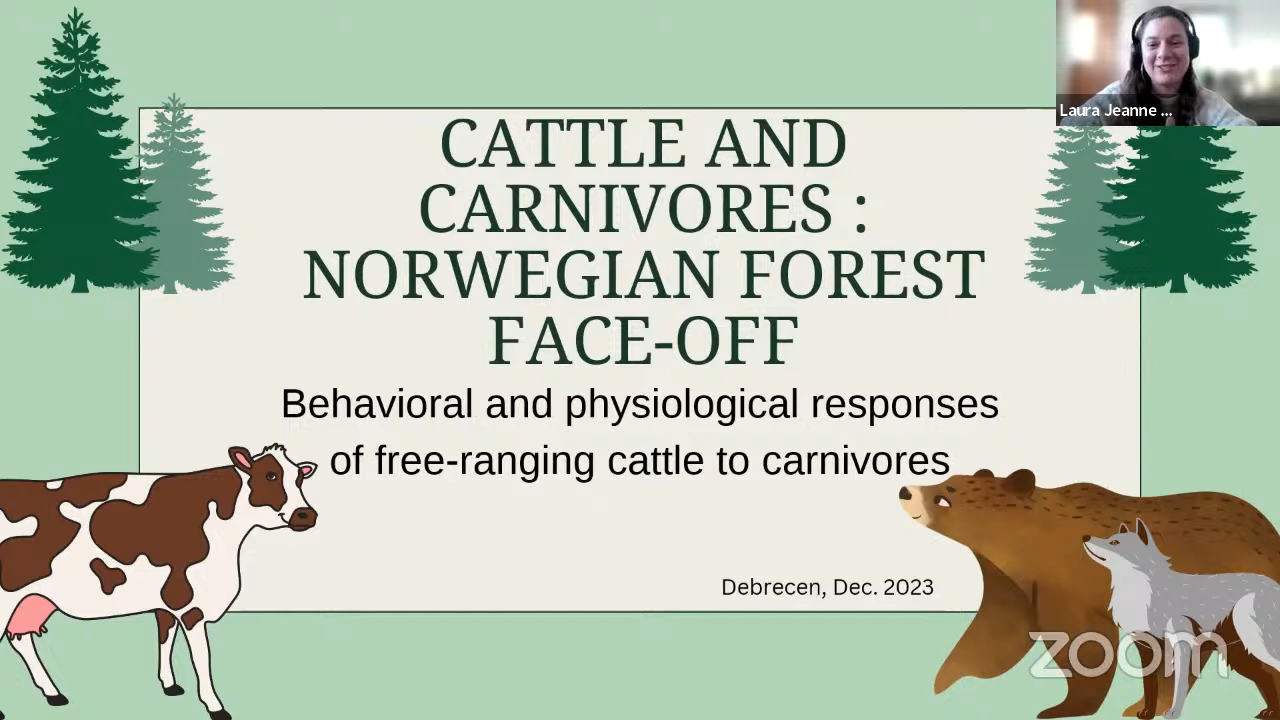 Laura Jeanne ...
CATTLE AND
CARNIVORES :
NORWEGIAN FOREST
FACE-OFF
Behavioral and physiological responses
of free-ranging cattle to carnivores
Debrecen, Dec. 2023
zoom